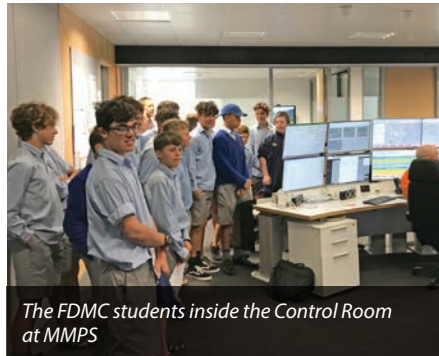 The FDMC students inside the Control Room
at MMPS